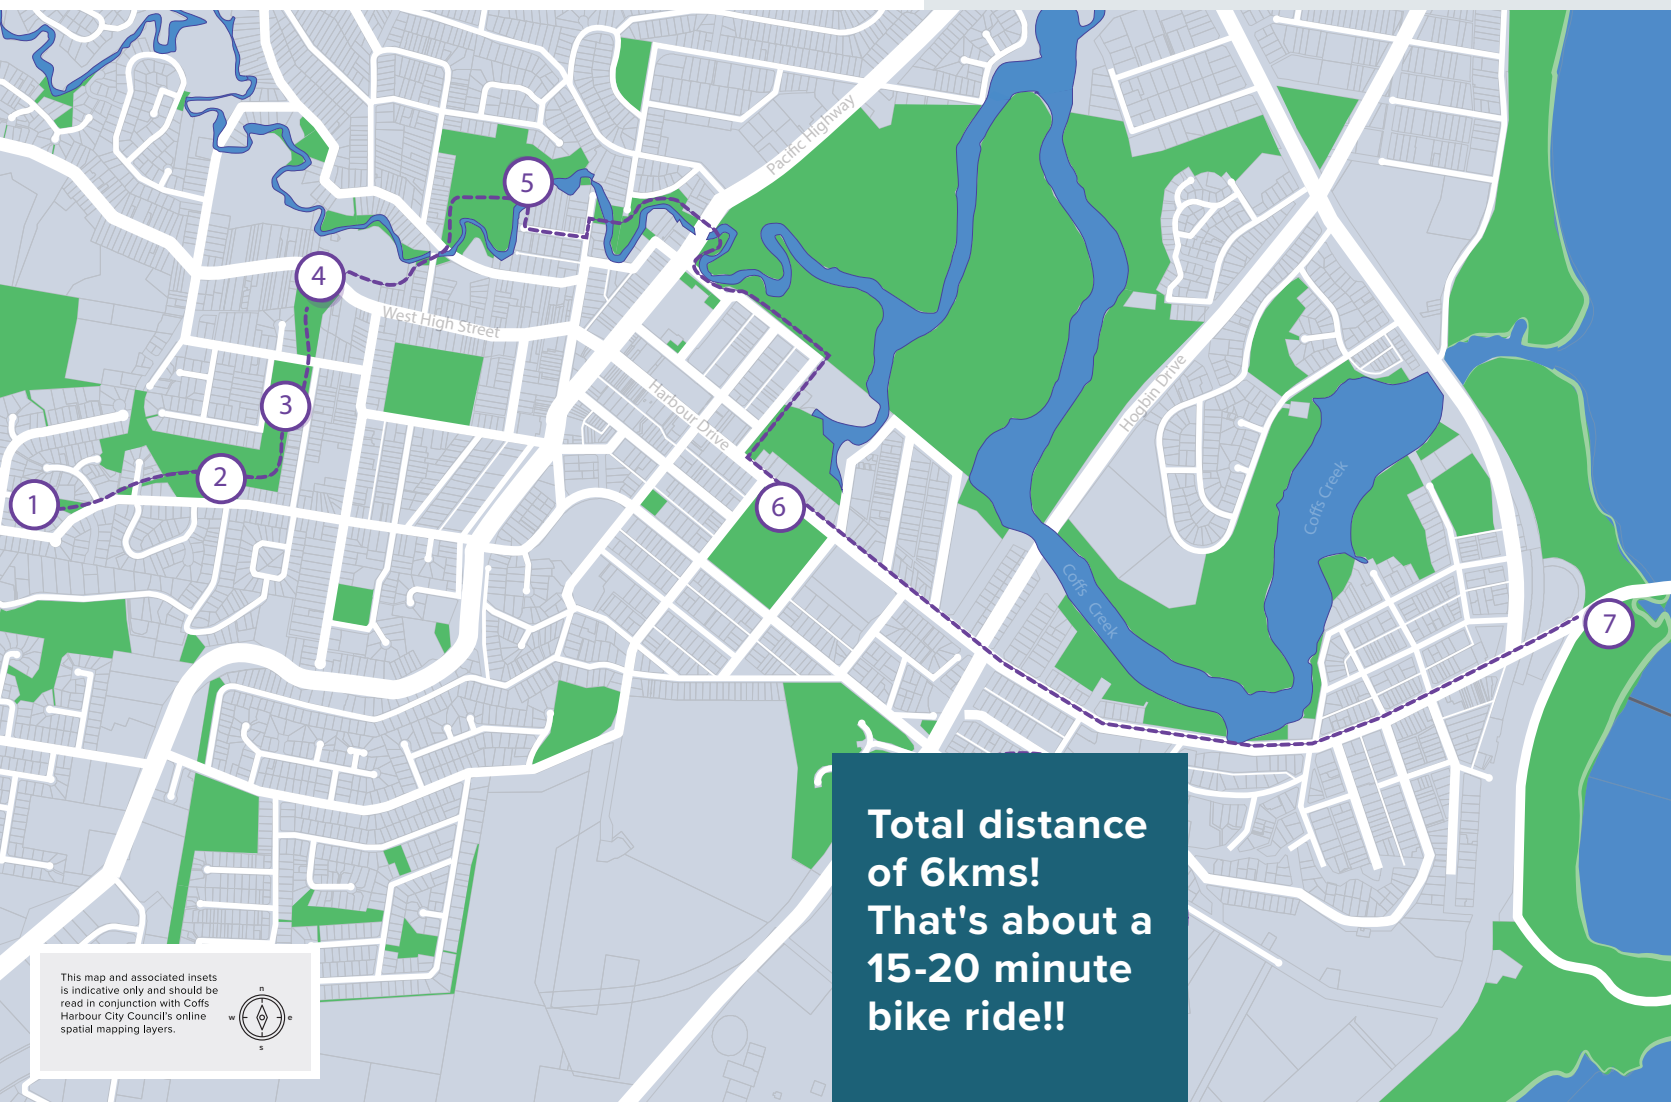 Pacific Highway
5
4
West High Street
Hogbin Drive
Harbour Drive
3
Coffs Creek
2
1
6
Coffs Creek
7
Total distance
of 6kms!
That's about a
15-20 minute
bike ride!!
This map and associated insets
is indicative only and should be
read in conjunction with Coffs
Harbour City Council's online
spatial mapping layers.
n
w
e
s